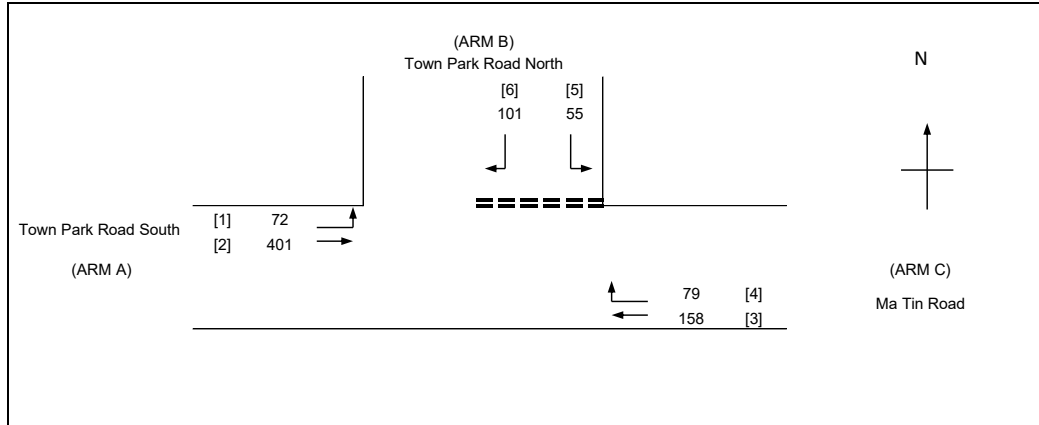 (ARM B)
Town Park Road North
N
[6] [5]
101 55
[1] 72
Town Park Road South
[2] 401
(ARM A)
(ARM C)
79 [4]
Ma Tin Road
158 [3]